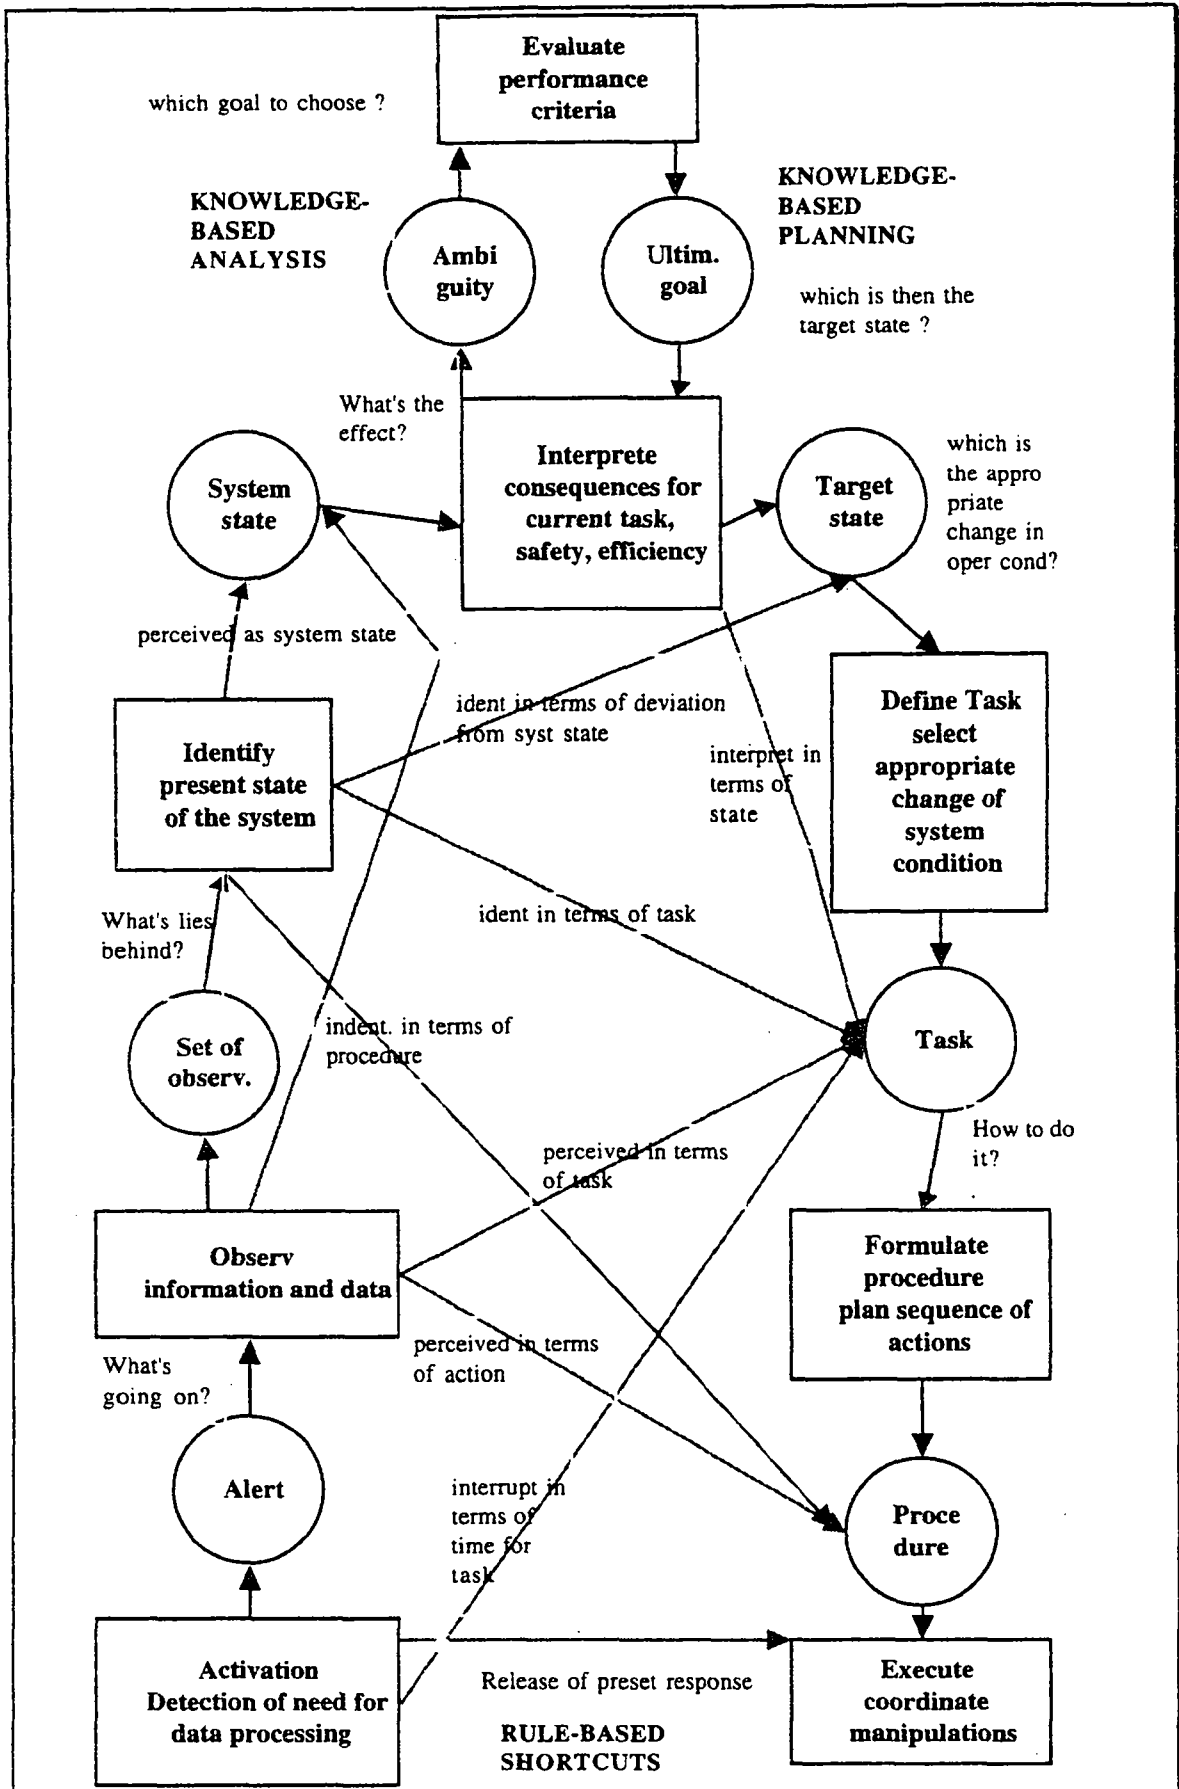 Evaluate
performance
criteria
which goal to choose ?
KNOWLEDGE-
BASED
ANALYSIS
KNOWLEDGE-
BASED
PLANNING
Ambi
guity
Ultim.
goal
which is then the
target state ?
What's the
effect?
System
state
Interprete
consequences for
current task,
safety, efficiency
Target
state
which is
the appro
priate
change in
oper cond?
perceived as system state
ident in terms of deviation
from syst state
Identify
present state
of the system
interpret in
terms of
state
Define Task
select
appropriate
change of
system
condition
What's lies
behind?
ident in terms of task
Set of
observ.
indent. in terms of
procedure
Task
How to do
it?
perceived in terms
of task
Observ
information and data
Formulate
procedure
plan sequence of
actions
What's
going on?
perceived in terms
of action
Alert
interrupt in
terms of
time for
task
Proce
dure
Activation
Detection of need for
data processing
Release of preset response
RULE-BASED
SHORTCUTS
Execute
coordinate
manipulations